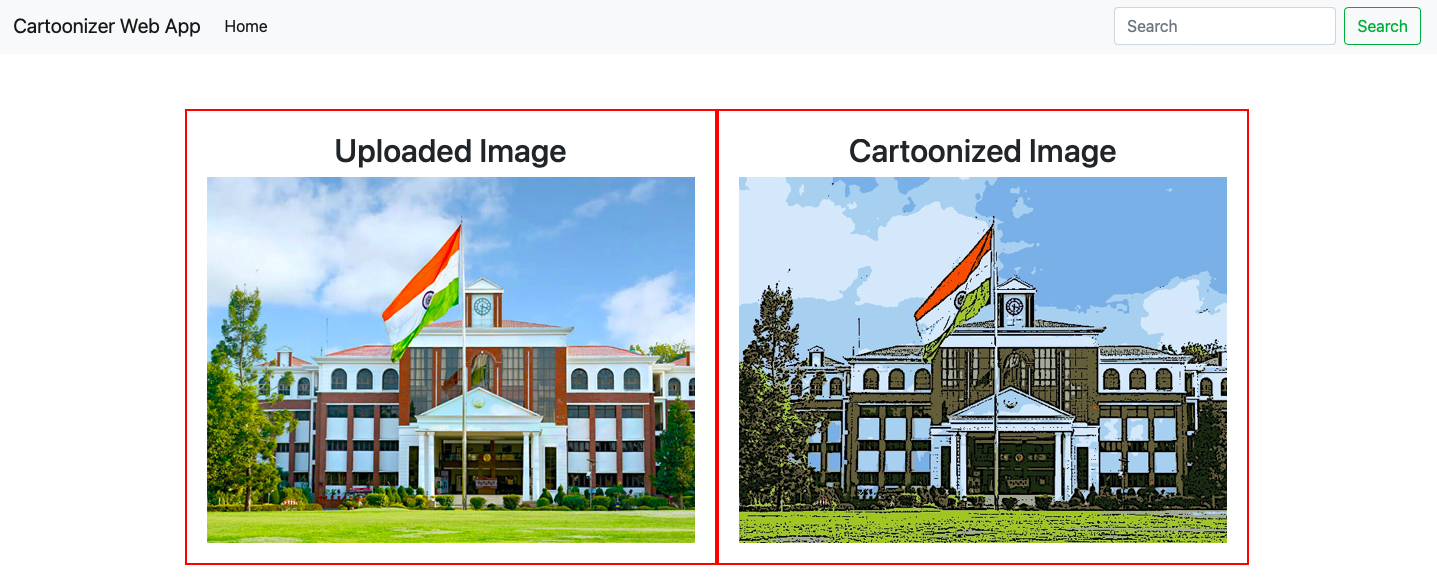 Cartoonizer Web App
Home
Search
Search
Uploaded Image
Cartoonized Image